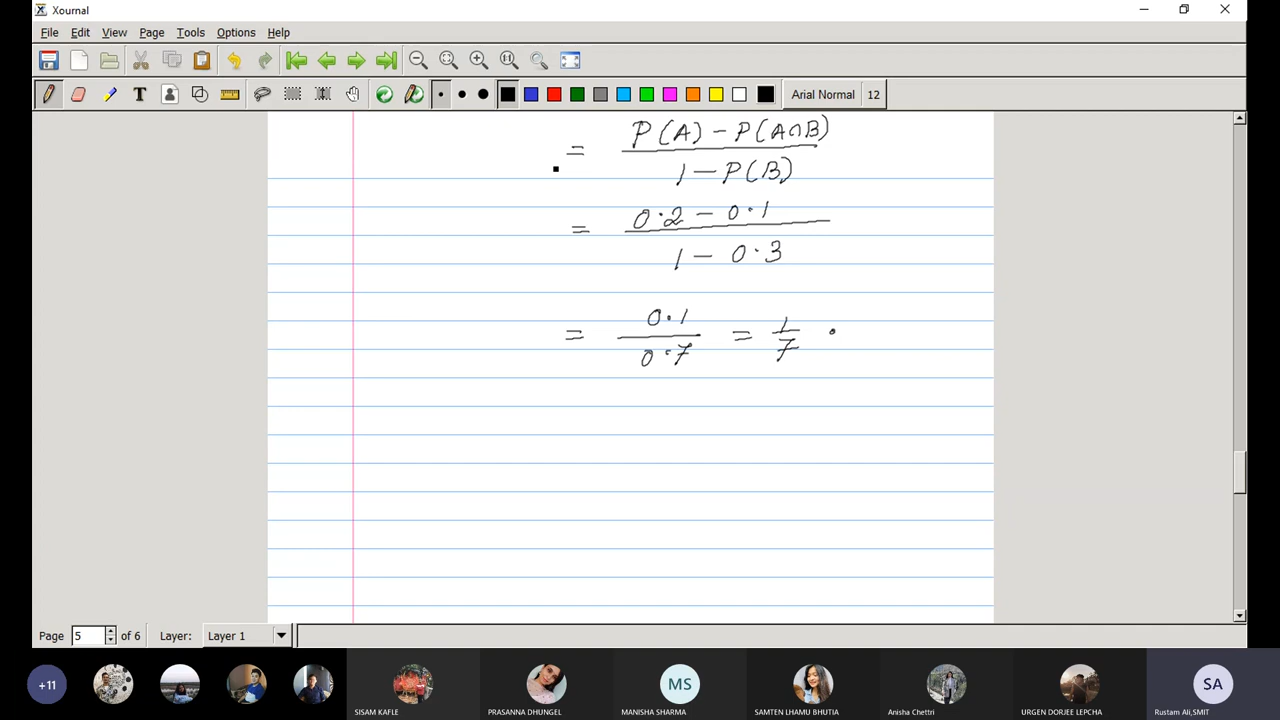 Xournal
File Edit View Page Tools Options Help
Arial Normal 12
= P(A) - P(A∩B) / 1 - P(B)
= 0.2 - 0.1 / 1 - 0.3
= 0.1 / 0.7 = 1/7 .
Page 5 of 6 Layer: Layer 1
+11 MS SA
SISAM KAFLE PRASANNA DHUNGEL MANISHA SHARMA SAMTEN LHAMU BHUTIA Anisha Chettri URGEN DORJEE LEPCHA Rustam Ali,SMIT